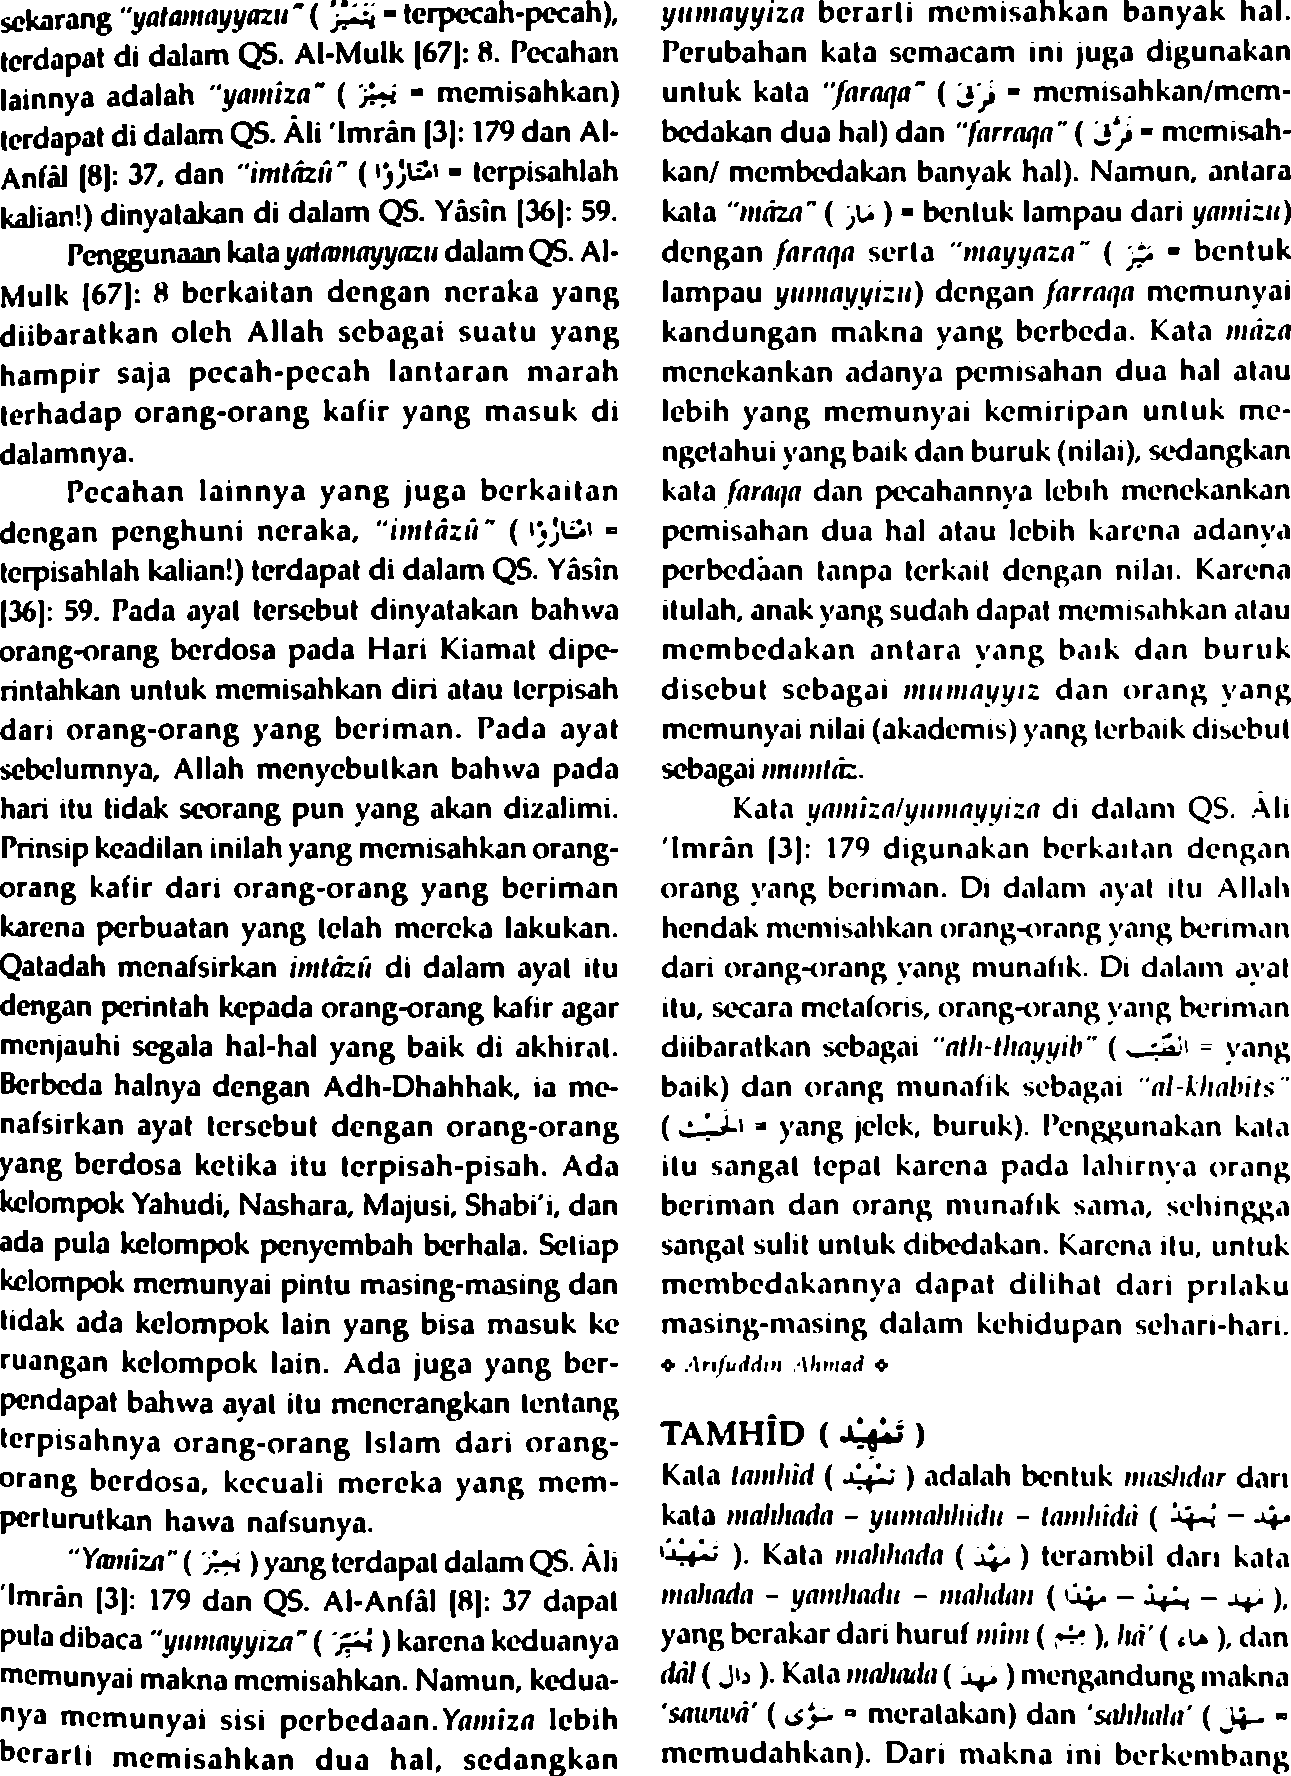 sekarang "yatamayyazu" ( يَتَمَيَّزُ = terpecah-pecah),
terdapat di dalam QS. Al-Mulk [67]: 8. Pecahan
lainnya adalah "yamîza" ( يَمِيْزَ = memisahkan)
terdapat di dalam QS. Âli 'Imrân [3]: 179 dan Al-
Anfâl [8]: 37, dan "imtâzû" ( امْتَازُوْا = terpisahlah
kalian!) dinyatakan di dalam QS. Yâsîn [36]: 59.
Penggunaan kata yatamayyazu dalam QS. Al-
Mulk [67]: 8 berkaitan dengan neraka yang
diibaratkan oleh Allah sebagai suatu yang
hampir saja pecah-pecah lantaran marah
terhadap orang-orang kafir yang masuk di
dalamnya.
Pecahan lainnya yang juga berkaitan
dengan penghuni neraka, "imtâzû" ( امْتَازُوْا =
terpisahlah kalian!) terdapat di dalam QS. Yâsîn
[36]: 59. Pada ayat tersebut dinyatakan bahwa
orang-orang berdosa pada Hari Kiamat dipe-
rintahkan untuk memisahkan diri atau terpisah
dari orang-orang yang beriman. Pada ayat
sebelumnya, Allah menyebutkan bahwa pada
hari itu tidak seorang pun yang akan dizalimi.
Prinsip keadilan inilah yang memisahkan orang-
orang kafir dari orang-orang yang beriman
karena perbuatan yang telah mereka lakukan.
Qatadah menafsirkan imtâzû di dalam ayat itu
dengan perintah kepada orang-orang kafir agar
menjauhi segala hal-hal yang baik di akhirat.
Berbeda halnya dengan Adh-Dhahhak, ia me-
nafsirkan ayat tersebut dengan orang-orang
yang berdosa ketika itu terpisah-pisah. Ada
kelompok Yahudi, Nashara, Majusi, Shabi'i, dan
ada pula kelompok penyembah berhala. Setiap
kelompok memunyai pintu masing-masing dan
tidak ada kelompok lain yang bisa masuk ke
ruangan kelompok lain. Ada juga yang ber-
pendapat bahwa ayat itu menerangkan tentang
terpisahnya orang-orang Islam dari orang-
orang berdosa, kecuali mereka yang mem-
perturutkan hawa nafsunya.
"Yamîza" ( يَمِيْزَ ) yang terdapat dalam QS. Âli
'Imrân [3]: 179 dan QS. Al-Anfâl [8]: 37 dapat
pula dibaca "yumayyiza" ( يُمَيِّزَ ) karena keduanya
memunyai makna memisahkan. Namun, kedua-
nya memunyai sisi perbedaan. Yamîza lebih
berarti memisahkan dua hal, sedangkan
yumayyiza berarti memisahkan banyak hal.
Perubahan kata semacam ini juga digunakan
untuk kata "faraqa" ( فَرَقَ = memisahkan/mem-
bedakan dua hal) dan "farraqa" ( فَرَّقَ = memisah-
kan/ membedakan banyak hal). Namun, antara
kata "mâza" ( مَازَ ) = bentuk lampau dari yamîzu)
dengan faraqa serta "mayyaza" ( مَيَّزَ = bentuk
lampau yumayyizu) dengan farraqa memunyai
kandungan makna yang berbeda. Kata mâza
menekankan adanya pemisahan dua hal atau
lebih yang memunyai kemiripan untuk me-
ngetahui yang baik dan buruk (nilai), sedangkan
kata faraqa dan pecahannya lebih menekankan
pemisahan dua hal atau lebih karena adanya
perbedaan tanpa terkait dengan nilai. Karena
itulah, anak yang sudah dapat memisahkan atau
membedakan antara yang baik dan buruk
disebut sebagai mumayyiz dan orang yang
memunyai nilai (akademis) yang terbaik disebut
sebagai mumtâz.
Kata yamîza/yumayyiza di dalam QS. Âli
'Imrân [3]: 179 digunakan berkaitan dengan
orang yang beriman. Di dalam ayat itu Allah
hendak memisahkan orang-orang yang beriman
dari orang-orang yang munafik. Di dalam ayat
itu, secara metaforis, orang-orang yang beriman
diibaratkan sebagai "ath-thayyib" ( الطَّيِّب = yang
baik) dan orang munafik sebagai "al-khabîts"
( الْخَبِيْث = yang jelek, buruk). Penggunakan kata
itu sangat tepat karena pada lahirnya orang
beriman dan orang munafik sama, sehingga
sangat sulit untuk dibedakan. Karena itu, untuk
membedakannya dapat dilihat dari prilaku
masing-masing dalam kehidupan sehari-hari.
❖ Arifuddin Ahmad ❖
TAMHÎD ( تَمْهِيْد )
Kata tamhîd ( تَمْهِيْد ) adalah bentuk mashdar dari
kata mahhada – yumahhidu – tamhîdâ ( مَهَّدَ – يُمَهِّدُ
تَمْهِيْدًا ). Kata mahhada ( مَهَّدَ ) terambil dari kata
mahada – yamhadu – mahdan ( مَهَدَ – يَمْهَدُ – مَهْدًا ),
yang berakar dari huruf mîm ( مِيْم ), hâ' ( هَاء ), dan
dâl ( دَال ). Kata mahada ( مَهَدَ ) mengandung makna
'sawwâ' ( سَوَّى = meratakan) dan 'sahhala' ( سَهَّلَ =
memudahkan). Dari makna ini berkembang